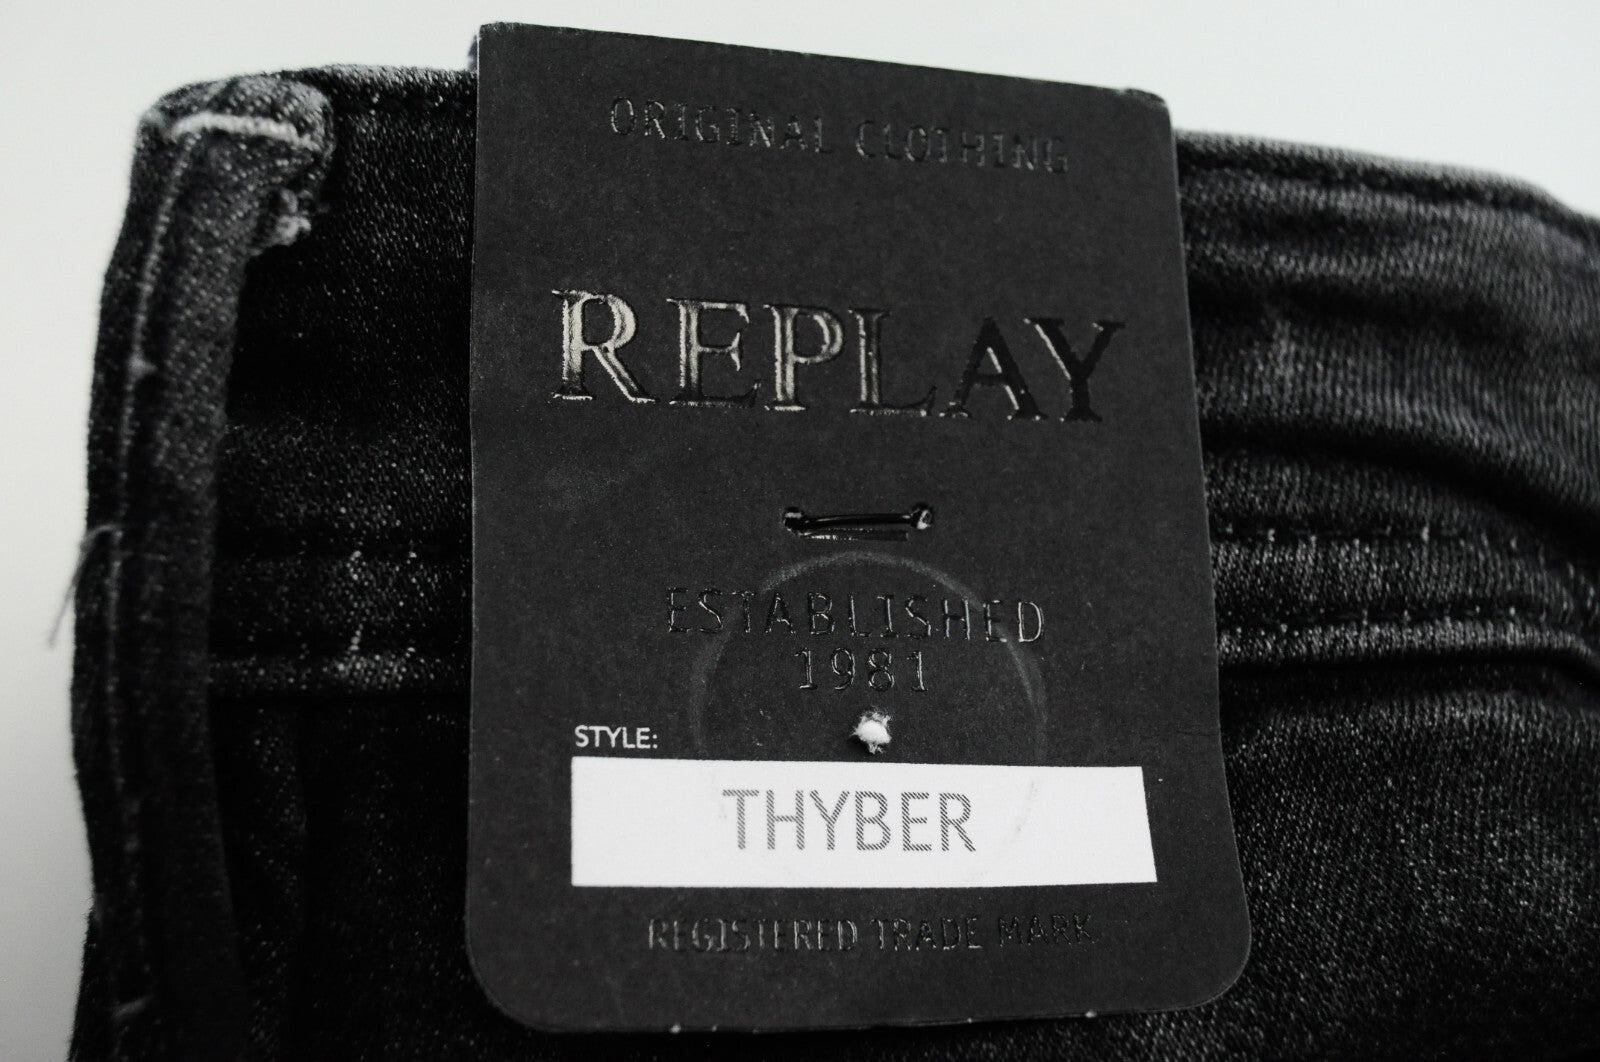 ORIGINAL CLOTHING
REPLAY
ESTABLISHED
1981
STYLE:
THYBER
REGISTERED TRADE MARK